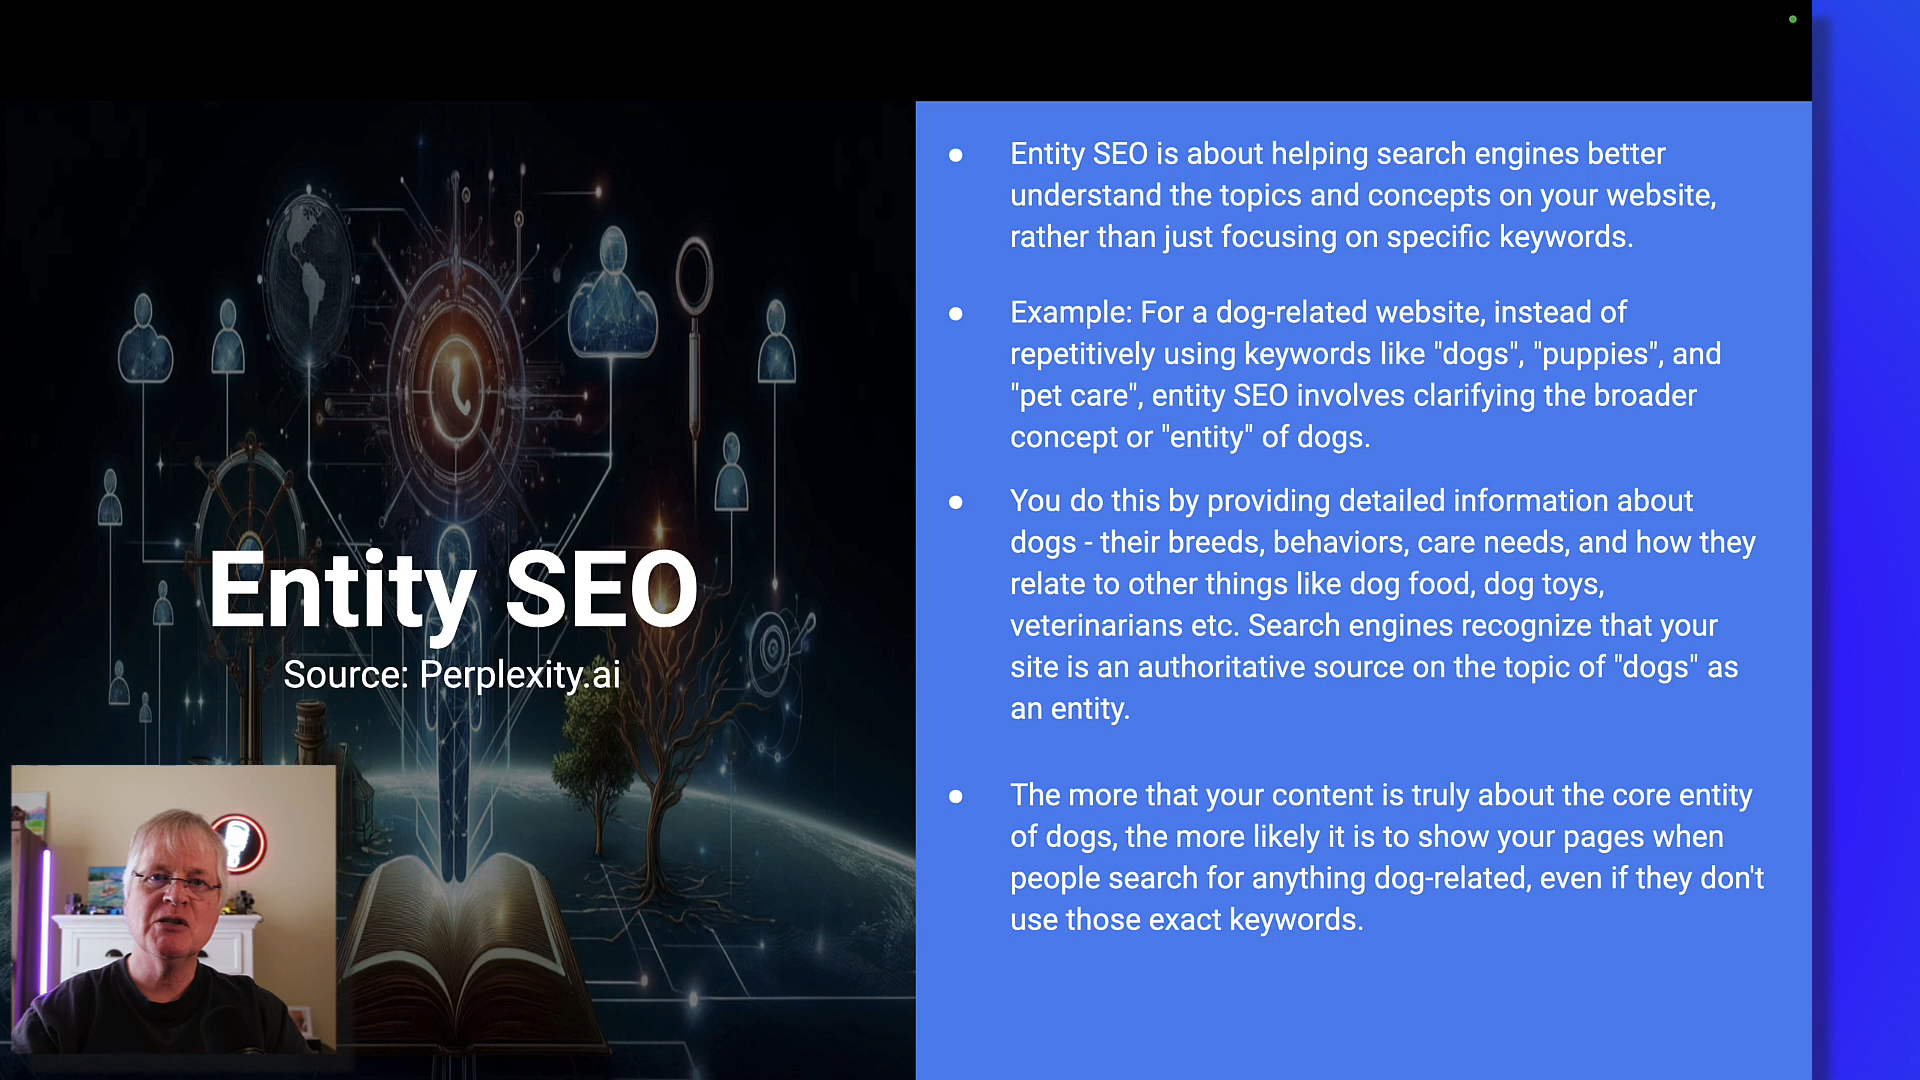 Entity SEO
Source: Perplexity.ai
● Entity SEO is about helping search engines better
understand the topics and concepts on your website,
rather than just focusing on specific keywords.
● Example: For a dog-related website, instead of
repetitively using keywords like "dogs", "puppies", and
"pet care", entity SEO involves clarifying the broader
concept or "entity" of dogs.
● You do this by providing detailed information about
dogs - their breeds, behaviors, care needs, and how they
relate to other things like dog food, dog toys,
veterinarians etc. Search engines recognize that your
site is an authoritative source on the topic of "dogs" as
an entity.
● The more that your content is truly about the core entity
of dogs, the more likely it is to show your pages when
people search for anything dog-related, even if they don't
use those exact keywords.